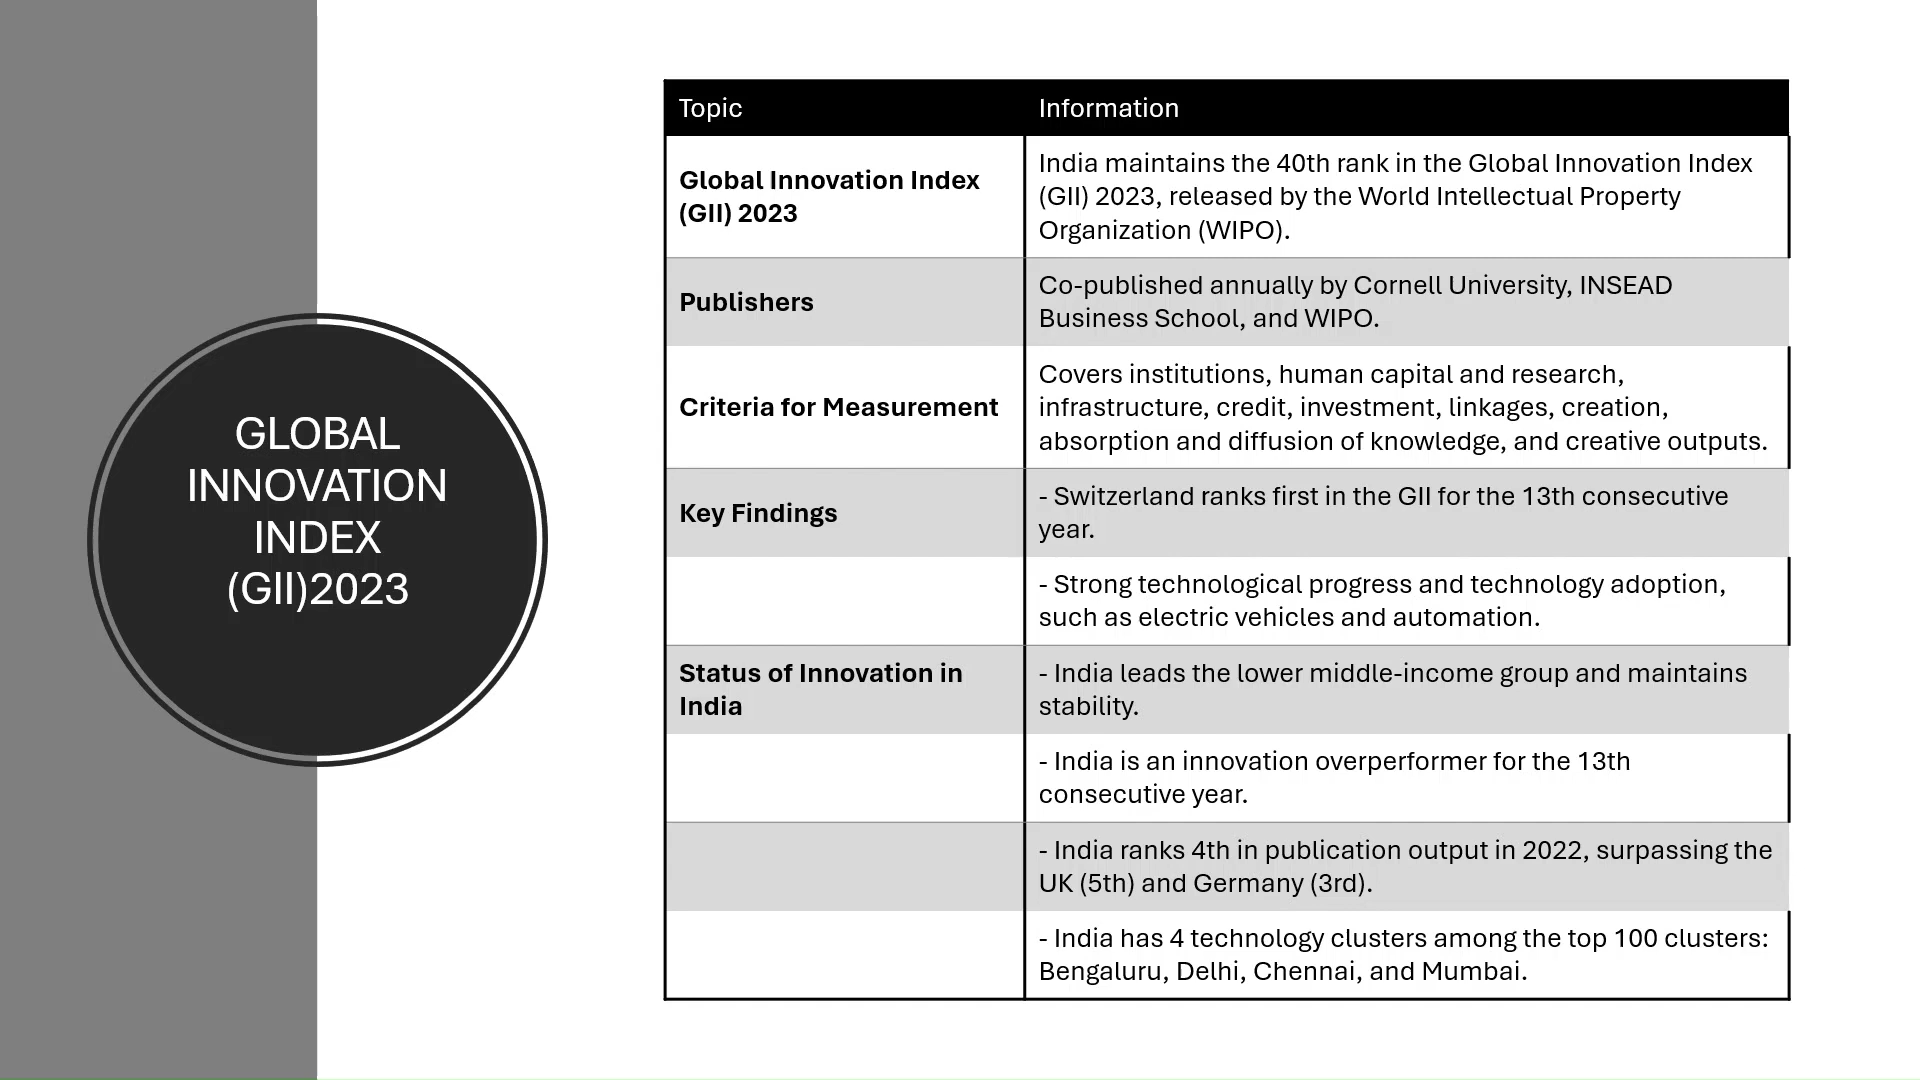 GLOBAL
INNOVATION
INDEX
(GII)2023
Topic
Information
Global Innovation Index
(GII) 2023
India maintains the 40th rank in the Global Innovation Index
(GII) 2023, released by the World Intellectual Property
Organization (WIPO).
Publishers
Co-published annually by Cornell University, INSEAD
Business School, and WIPO.
Criteria for Measurement
Covers institutions, human capital and research,
infrastructure, credit, investment, linkages, creation,
absorption and diffusion of knowledge, and creative outputs.
Key Findings
- Switzerland ranks first in the GII for the 13th consecutive
year.
- Strong technological progress and technology adoption,
such as electric vehicles and automation.
Status of Innovation in
India
- India leads the lower middle-income group and maintains
stability.
- India is an innovation overperformer for the 13th
consecutive year.
- India ranks 4th in publication output in 2022, surpassing the
UK (5th) and Germany (3rd).
- India has 4 technology clusters among the top 100 clusters:
Bengaluru, Delhi, Chennai, and Mumbai.